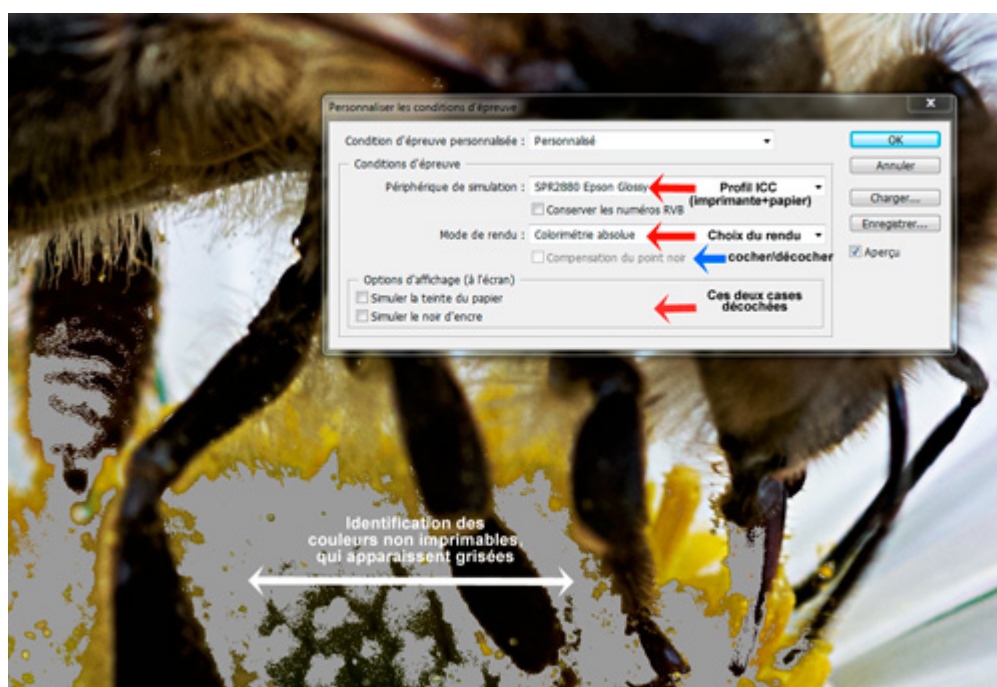 Personnaliser les conditions d'épreuve
Condition d'épreuve personnalisée : Personnalisé
OK
Conditions d'épreuve
Annuler
Périphérique de simulation : SPR2880 Epson Glossy
Profil ICC
(imprimante+papier)
Charger...
Conserver les numéros RVB
Enregistrer...
Mode de rendu : Colorimétrie absolue
Choix du rendu
Compensation du point noir
cocher/décocher
Aperçu
Options d'affichage (à l'écran)
Simuler la teinte du papier
Ces deux cases
décochées
Simuler le noir d'encre
Identification des
couleurs non imprimables,
qui apparaissent grisées